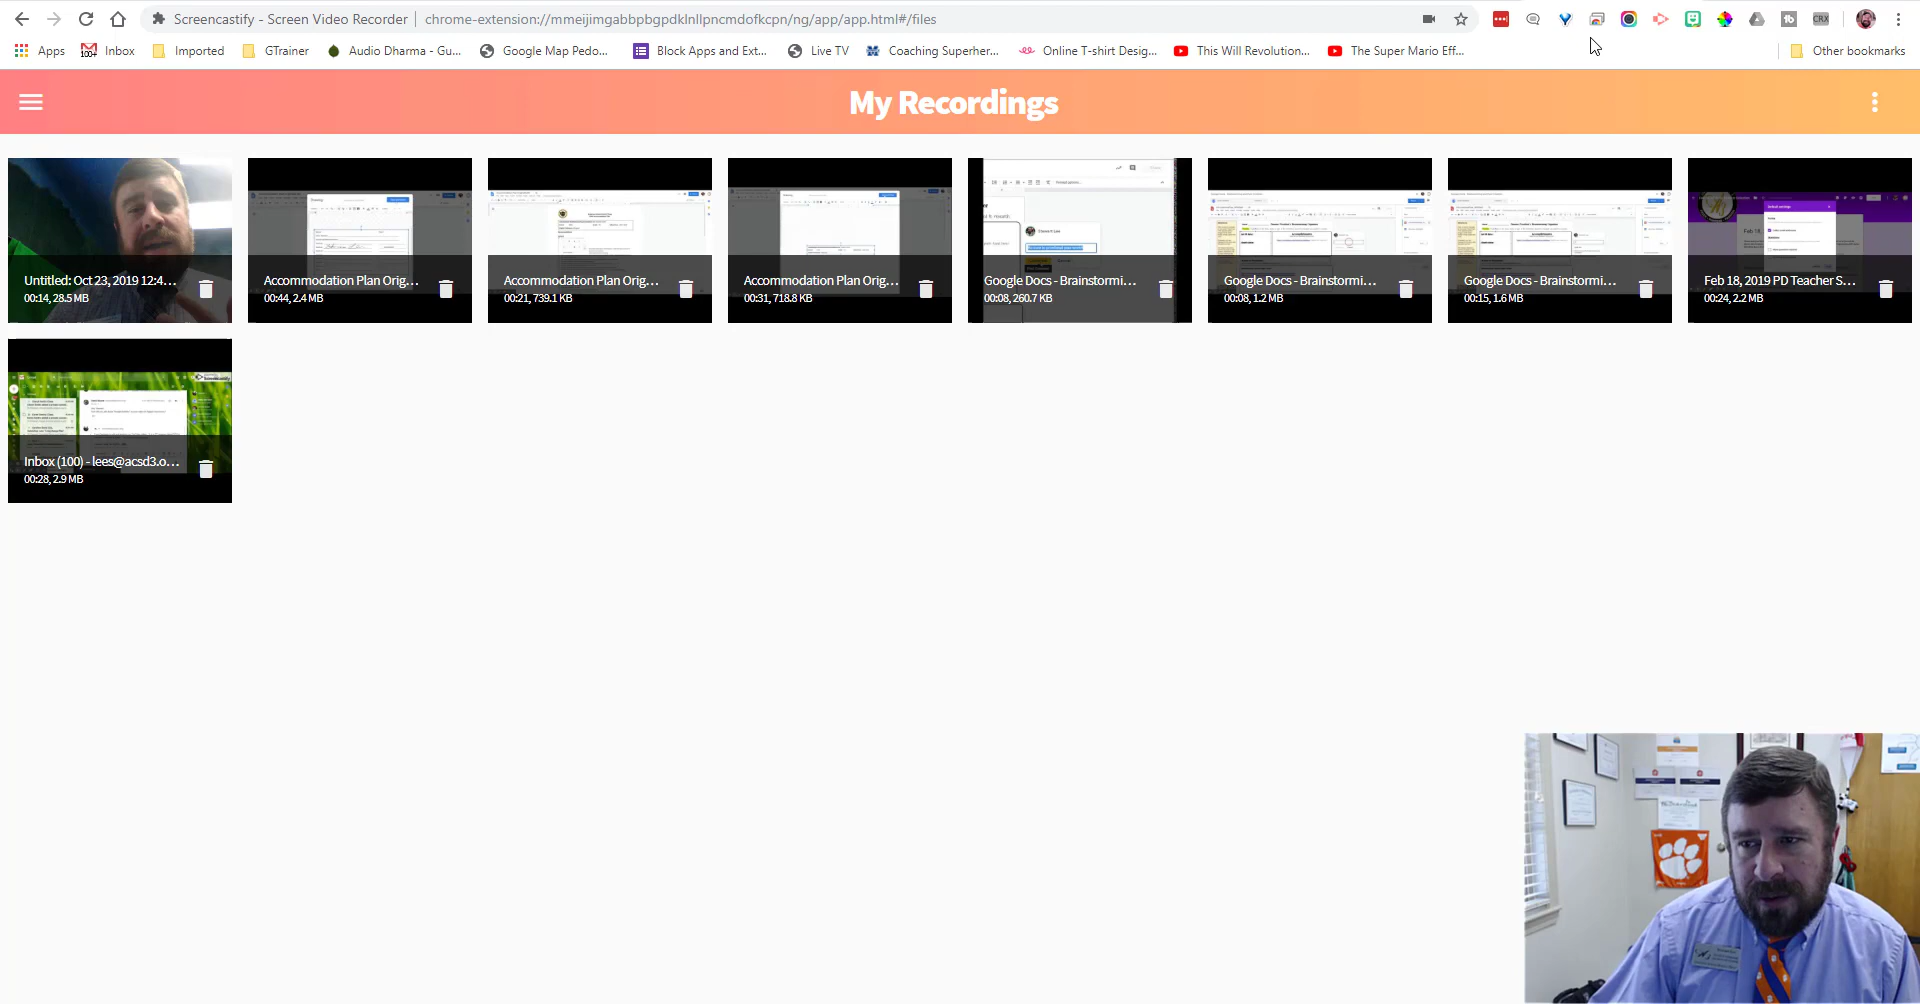 Screencastify - Screen Video Recorder | chrome-extension://mmeijimgabbpbgpdklnllpncmdofkcpn/ng/app/app.html#/files
CRX
Apps 100+ Inbox Imported GTrainer Audio Dharma - Gu... Google Map Pedo... Block Apps and Ext... Live TV Coaching Superher... Online T-shirt Desig... This Will Revolution... The Super Mario Eff... Other bookmarks
My Recordings
Untitled: Oct 23, 2019 12:4...
00:14, 28.5 MB
Accommodation Plan Orig...
00:44, 2.4 MB
Accommodation Plan Orig...
00:21, 739.1 KB
Accommodation Plan Orig...
00:31, 718.8 KB
Google Docs - Brainstormi...
00:08, 260.7 KB
Google Docs - Brainstormi...
00:08, 1.2 MB
Google Docs - Brainstormi...
00:15, 1.6 MB
Feb 18, 2019 PD Teacher S...
00:24, 2.2 MB
Inbox (100) - lees@acsd3.o...
00:28, 2.9 MB